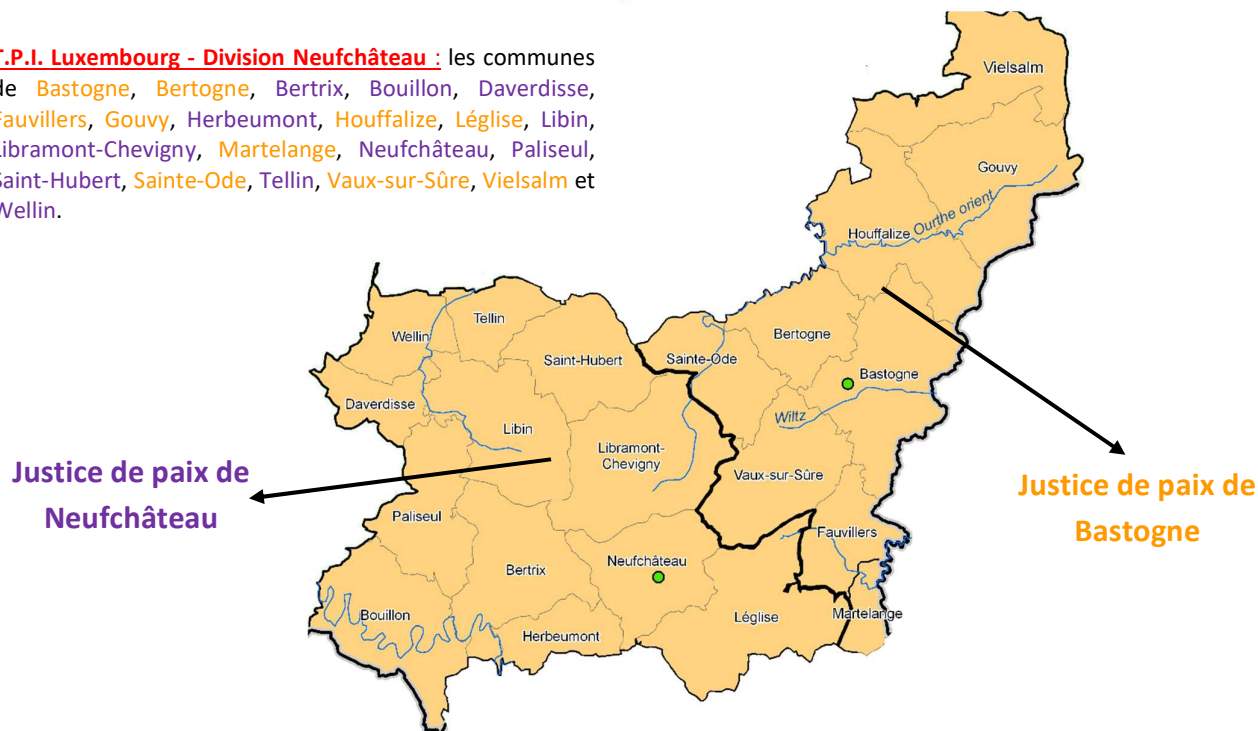 T.P.I. Luxembourg - Division Neufchâteau : les communes
de Bastogne, Bertogne, Bertrix, Bouillon, Daverdisse,
Fauvillers, Gouvy, Herbeumont, Houffalize, Léglise, Libin,
Libramont-Chevigny, Martelange, Neufchâteau, Paliseul,
Saint-Hubert, Sainte-Ode, Tellin, Vaux-sur-Sûre, Vielsalm et
Wellin.
Vielsalm
Gouvy
Ourthe orient
Houffalize
Tellin
Wellin
Bertogne
Saint-Hubert
Sainte-Ode
Bastogne
Daverdisse
Wiltz
Libin
Libramont-
Chevigny
Vaux-sur-Sûre
Justice de paix de
Neufchâteau
Justice de paix de
Bastogne
Paliseul
Fauvillers
Neufchâteau
Bertrix
Bouillon
Léglise
Martelange
Herbeumont